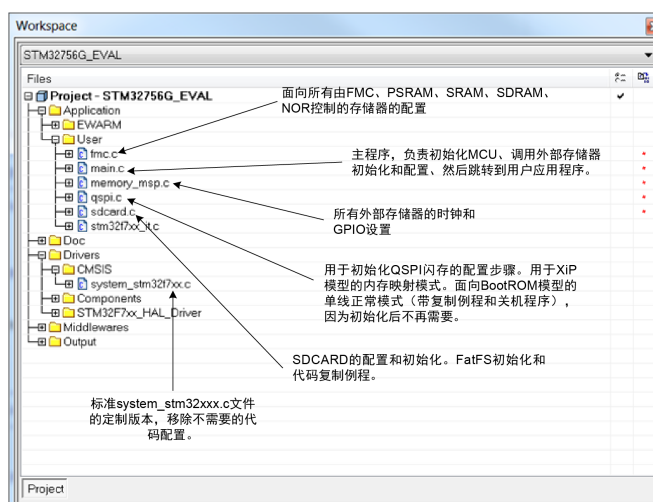 Workspace
STM32756G_EVAL
Files
Project - STM32756G_EVAL
面向所有由FMC、PSRAM、SRAM、SDRAM、
NOR控制的存储器的配置
Application
EWARM
User
fmc.c
主程序，负责初始化MCU、调用外部存储器
初始化和配置、然后跳转到用户应用程序。
main.c
memory_msp.c
qspi.c
所有外部存储器的时钟和
GPIO设置
sdcard.c
stm32f7xx_it.c
Doc
Drivers
CMSIS
用于初始化QSPI闪存的配置步骤。用于XiP
模型的内存映射模式。面向BootROM模型的
单线正常模式（带复制例程和关机程序），
因为初始化后不再需要。
system_stm32f7xx.c
Components
STM32F7xx_HAL_Driver
Middlewares
Output
SDCARD的配置和初始化。FatFS初始化和
代码复制例程。
标准system_stm32xxx.c文件
的定制版本，移除不需要的代
码配置。
Project